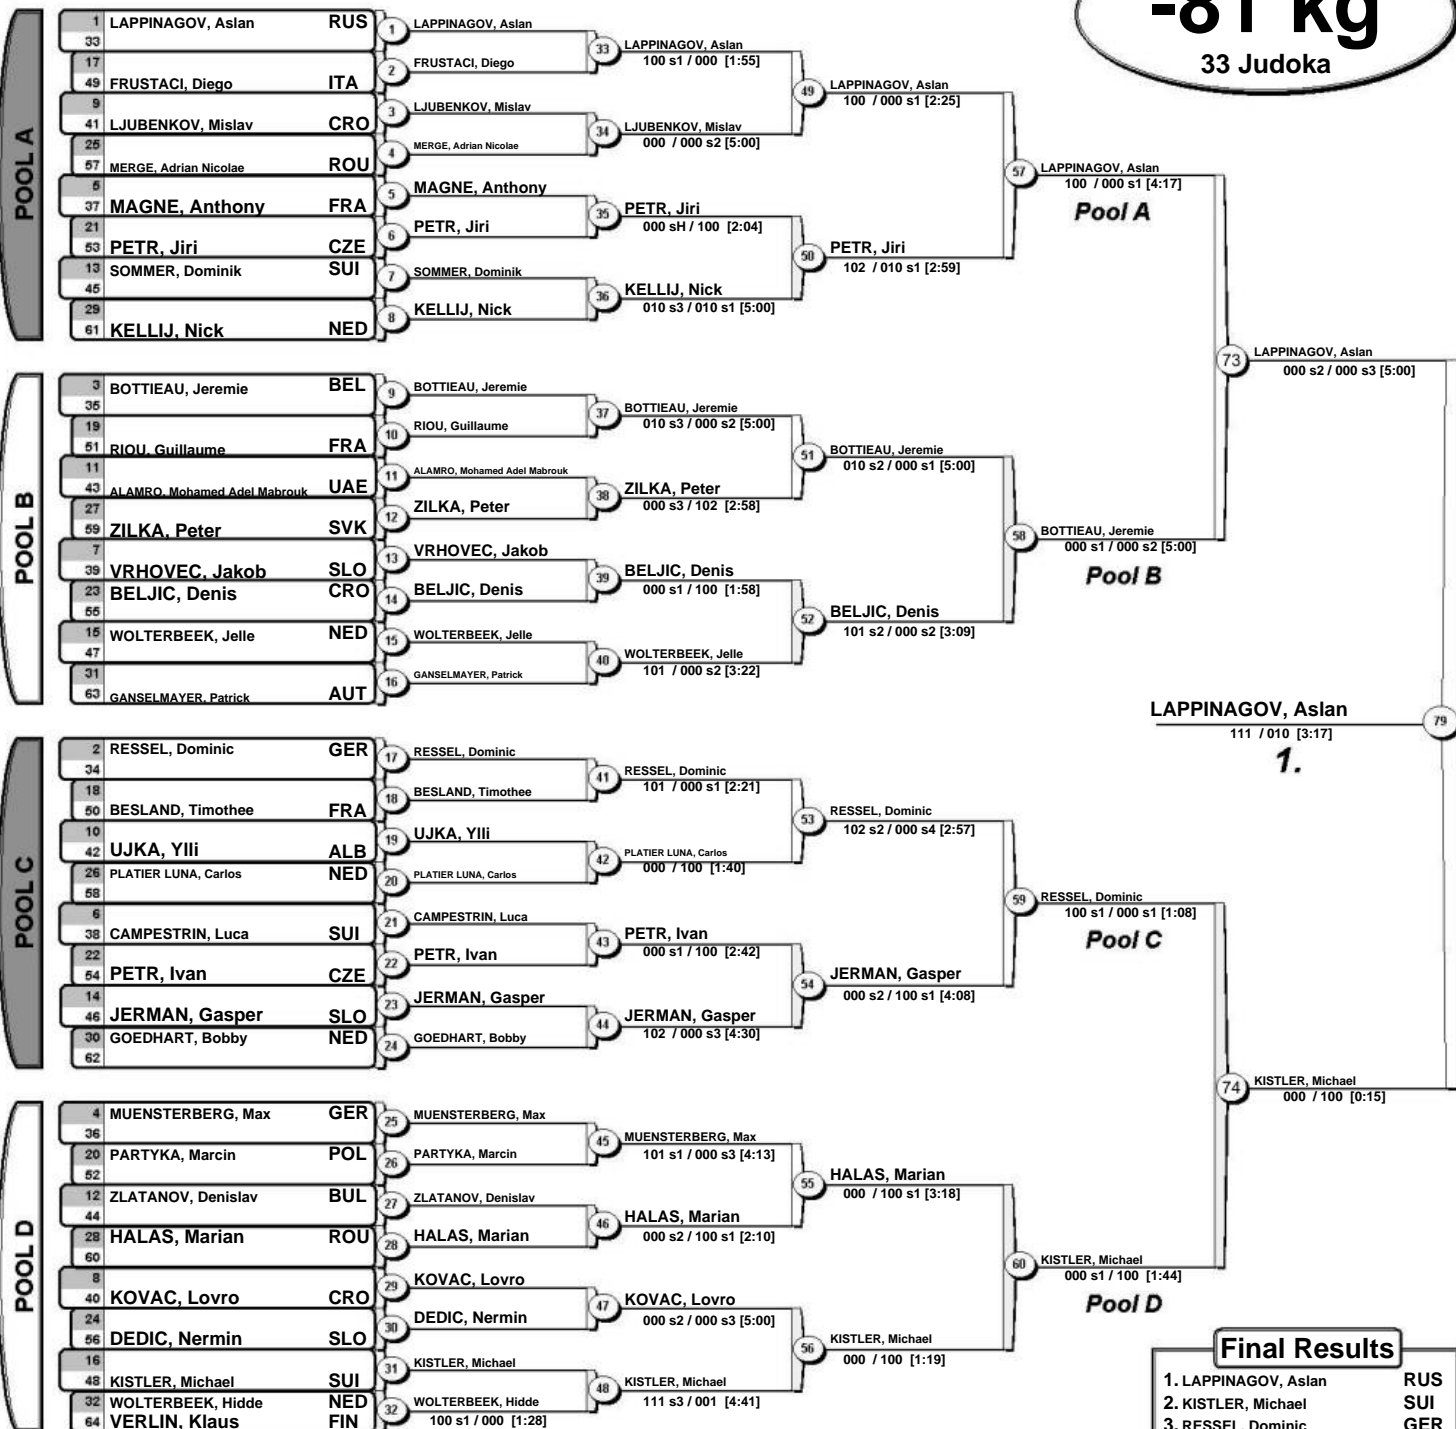 -81 kg
33 Judoka
POOL A
1 LAPPINAGOV, Aslan RUS
33
17
49 FRUSTACI, Diego ITA
9
41 LJUBENKOV, Mislav CRO
25
57 MERGE, Adrian Nicolae ROU
5
37 MAGNE, Anthony FRA
21
53 PETR, Jiri CZE
13 SOMMER, Dominik SUI
45
29
61 KELLIJ, Nick NED
1 LAPPINAGOV, Aslan
2 FRUSTACI, Diego
3 LJUBENKOV, Mislav
4 MERGE, Adrian Nicolae
5 MAGNE, Anthony
6 PETR, Jiri
7 SOMMER, Dominik
8 KELLIJ, Nick
33 LAPPINAGOV, Aslan
100 s1 / 000 [1:55]
34 LJUBENKOV, Mislav
000 / 000 s2 [5:00]
35 PETR, Jiri
000 sH / 100 [2:04]
36 KELLIJ, Nick
010 s3 / 010 s1 [5:00]
49 LAPPINAGOV, Aslan
100 / 000 s1 [2:25]
50 PETR, Jiri
102 / 010 s1 [2:59]
57 LAPPINAGOV, Aslan
100 / 000 s1 [4:17]
Pool A
POOL B
3 BOTTIEAU, Jeremie BEL
35
19
51 RIOU, Guillaume FRA
11
43 ALAMRO, Mohamed Adel Mabrouk UAE
27
59 ZILKA, Peter SVK
7
39 VRHOVEC, Jakob SLO
23 BELJIC, Denis CRO
55
15 WOLTERBEEK, Jelle NED
47
31
63 GANSELMAYER, Patrick AUT
9 BOTTIEAU, Jeremie
10 RIOU, Guillaume
11 ALAMRO, Mohamed Adel Mabrouk
12 ZILKA, Peter
13 VRHOVEC, Jakob
14 BELJIC, Denis
15 WOLTERBEEK, Jelle
16 GANSELMAYER, Patrick
37 BOTTIEAU, Jeremie
010 s3 / 000 s2 [5:00]
38 ZILKA, Peter
000 s3 / 102 [2:58]
39 BELJIC, Denis
000 s1 / 100 [1:58]
40 WOLTERBEEK, Jelle
101 / 000 s2 [3:22]
51 BOTTIEAU, Jeremie
010 s2 / 000 s1 [5:00]
52 BELJIC, Denis
101 s2 / 000 s2 [3:09]
58 BOTTIEAU, Jeremie
000 s1 / 000 s2 [5:00]
Pool B
73 LAPPINAGOV, Aslan
000 s2 / 000 s3 [5:00]
LAPPINAGOV, Aslan 79
111 / 010 [3:17]
1.
POOL C
2 RESSEL, Dominic GER
34
18
50 BESLAND, Timothee FRA
10
42 UJKA, Ylli ALB
26 PLATIER LUNA, Carlos NED
58
6
38 CAMPESTRIN, Luca SUI
22
54 PETR, Ivan CZE
14
46 JERMAN, Gasper SLO
30 GOEDHART, Bobby NED
62
17 RESSEL, Dominic
18 BESLAND, Timothee
19 UJKA, Ylli
20 PLATIER LUNA, Carlos
21 CAMPESTRIN, Luca
22 PETR, Ivan
23 JERMAN, Gasper
24 GOEDHART, Bobby
41 RESSEL, Dominic
101 / 000 s1 [2:21]
42 PLATIER LUNA, Carlos
000 / 100 [1:40]
43 PETR, Ivan
000 s1 / 100 [2:42]
44 JERMAN, Gasper
102 / 000 s3 [4:30]
53 RESSEL, Dominic
102 s2 / 000 s4 [2:57]
54 JERMAN, Gasper
000 s2 / 100 s1 [4:08]
59 RESSEL, Dominic
100 s1 / 000 s1 [1:08]
Pool C
POOL D
4 MUENSTERBERG, Max GER
36
20 PARTYKA, Marcin POL
52
12 ZLATANOV, Denislav BUL
44
28 HALAS, Marian ROU
60
8
40 KOVAC, Lovro CRO
24
56 DEDIC, Nermin SLO
16
48 KISTLER, Michael SUI
32 WOLTERBEEK, Hidde NED
64 VERLIN, Klaus FIN
25 MUENSTERBERG, Max
26 PARTYKA, Marcin
27 ZLATANOV, Denislav
28 HALAS, Marian
29 KOVAC, Lovro
30 DEDIC, Nermin
31 KISTLER, Michael
32 WOLTERBEEK, Hidde
100 s1 / 000 [1:28]
45 MUENSTERBERG, Max
101 s1 / 000 s3 [4:13]
46 HALAS, Marian
000 s2 / 100 s1 [2:10]
47 KOVAC, Lovro
000 s2 / 000 s3 [5:00]
48 KISTLER, Michael
111 s3 / 001 [4:41]
55 HALAS, Marian
000 / 100 s1 [3:18]
56 KISTLER, Michael
000 / 100 [1:19]
60 KISTLER, Michael
000 s1 / 100 [1:44]
Pool D
74 KISTLER, Michael
000 / 100 [0:15]
Final Results
1. LAPPINAGOV, Aslan RUS
2. KISTLER, Michael SUI
3. RESSEL, Dominic GER